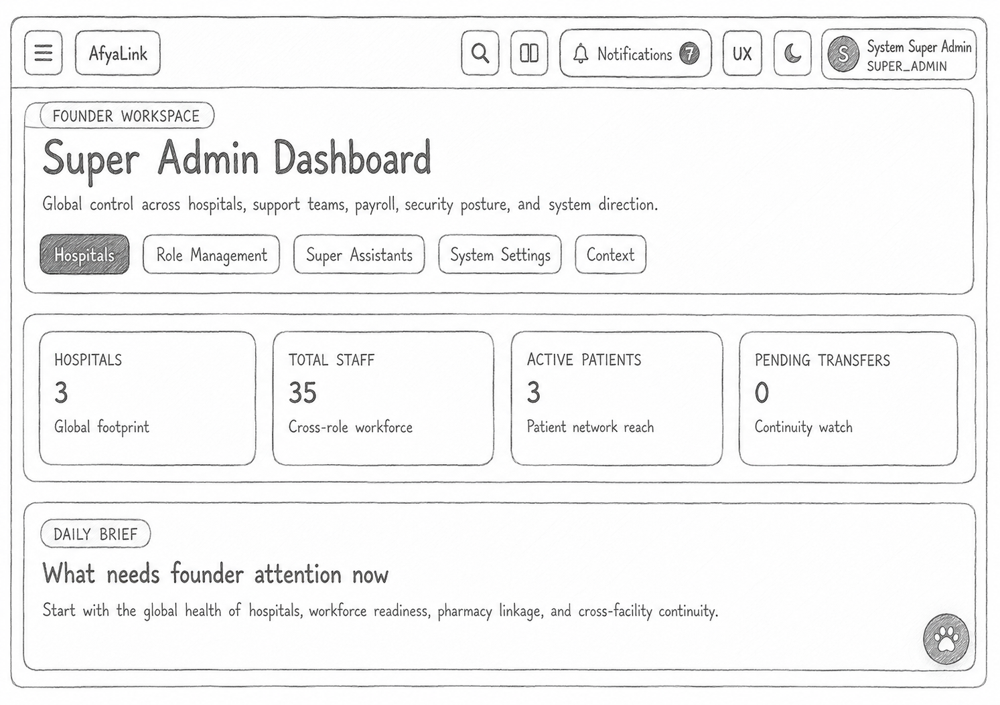 AfyaLink
Notifications 7
UX
S
System Super Admin
SUPER_ADMIN
FOUNDER WORKSPACE
Super Admin Dashboard
Global control across hospitals, support teams, payroll, security posture, and system direction.
Hospitals
Role Management
Super Assistants
System Settings
Context
HOSPITALS
3
Global footprint
TOTAL STAFF
35
Cross-role workforce
ACTIVE PATIENTS
3
Patient network reach
PENDING TRANSFERS
0
Continuity watch
DAILY BRIEF
What needs founder attention now
Start with the global health of hospitals, workforce readiness, pharmacy linkage, and cross-facility continuity.